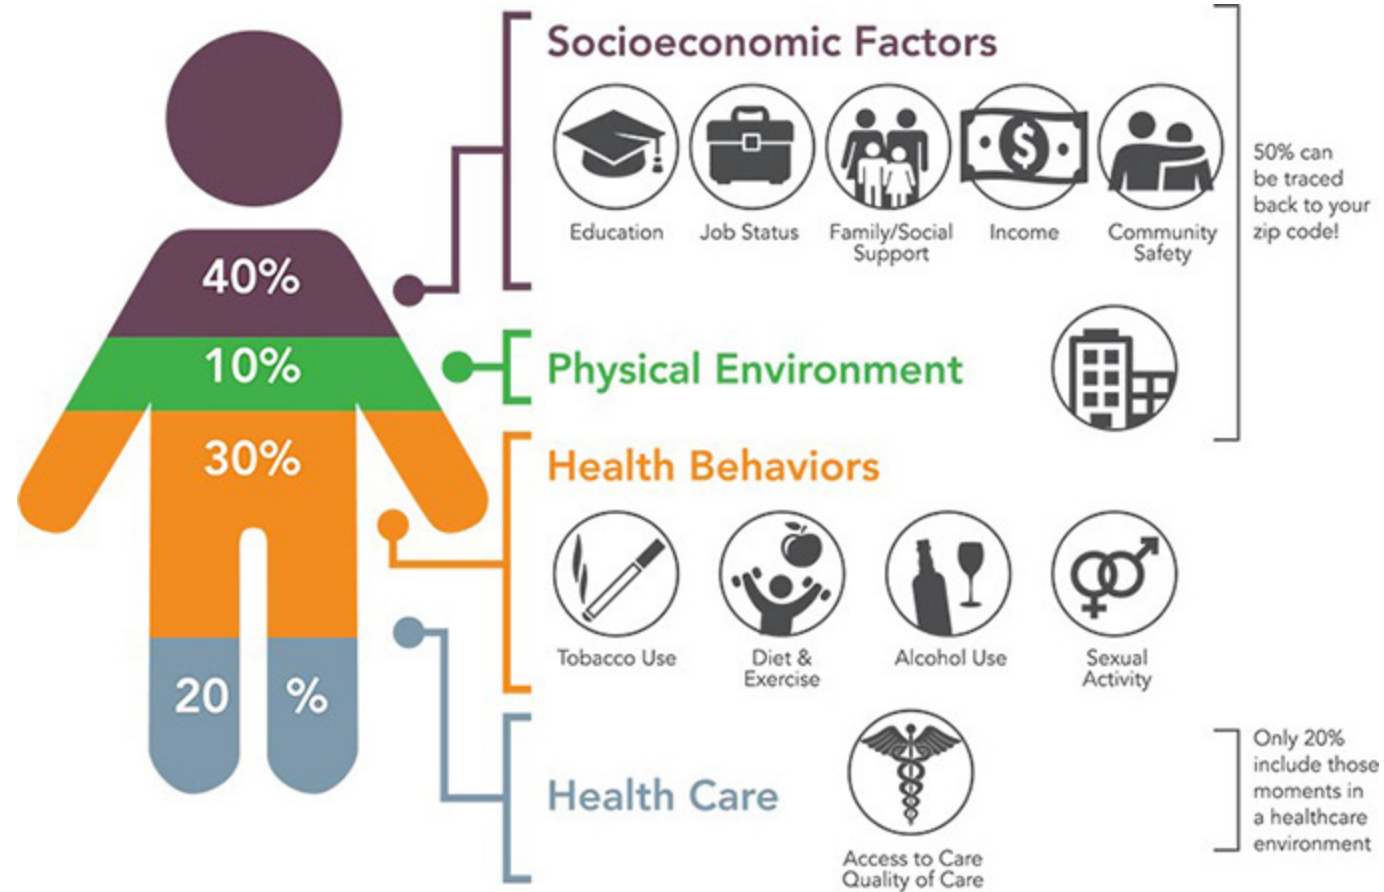 Socioeconomic Factors
Education
Job Status
Family/Social
Support
Income
Community
Safety
50% can
be traced
back to your
zip code!
40%
10%
Physical Environment
30%
Health Behaviors
Tobacco Use
Diet &
Exercise
Alcohol Use
Sexual
Activity
20 %
Health Care
Access to Care
Quality of Care
Only 20%
include those
moments in
a healthcare
environment